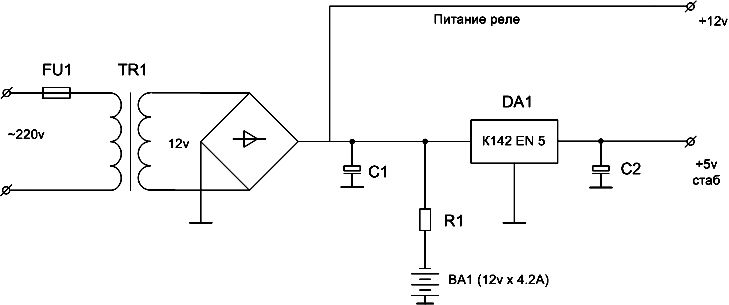 Питание реле
+12v
FU1
TR1
DA1
~220v
12v
К142 EN 5
C1
C2
+5v
стаб
R1
BA1 (12v x 4.2A)